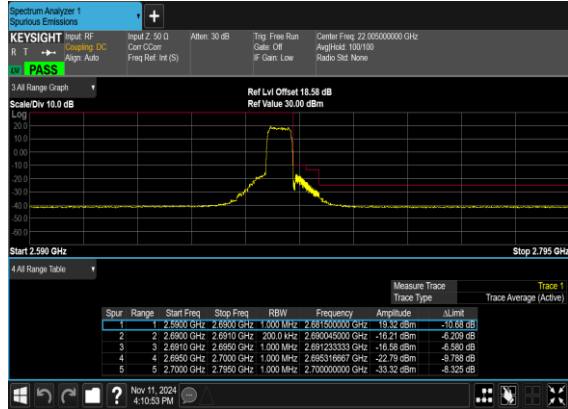 Spectrum Analyzer 1
Spurious Emissions
KEYSIGHT Input: RF Input Z: 50 Ω Atten: 30 dB Trig: Free Run Center Freq: 22.005000000 GHz
R T Coupling: DC Corr CCorr Gate: Off Avg|Hold: 100/100
Align: Auto Freq Ref: Int (S) IF Gain: Low Radio Std: None
PASS
3 All Range Graph
Ref Lvl Offset 18.58 dB
Scale/Div 10.0 dB Ref Value 30.00 dBm
Log
20.0
10.0
0.00
-10.0
-20.0
-30.0
-40.0
-50.0
-60.0
Start 2.590 GHz Stop 2.795 GHz
4 All Range Table
Measure Trace Trace 1
Trace Type Trace Average (Active)
Spur Range Start Freq Stop Freq RBW Frequency Amplitude ΔLimit
1 1 2.5900 GHz 2.6900 GHz 1.000 MHz 2.681500000 GHz 19.32 dBm -10.68 dB
2 2 2.6900 GHz 2.6910 GHz 200.0 kHz 2.690045000 GHz -16.21 dBm -6.209 dB
3 3 2.6910 GHz 2.6950 GHz 1.000 MHz 2.691233333 GHz -16.58 dBm -6.580 dB
4 4 2.6950 GHz 2.7000 GHz 1.000 MHz 2.695316667 GHz -22.79 dBm -9.788 dB
5 5 2.7000 GHz 2.7950 GHz 1.000 MHz 2.700000000 GHz -33.32 dBm -8.325 dB
Nov 11, 2024
4:10:53 PM